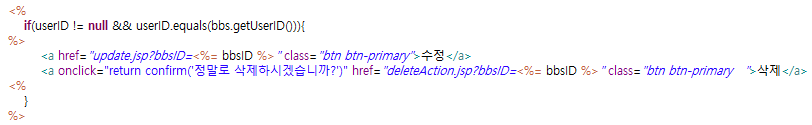 <%
if(userID != null && userID.equals(bbs.getUserID())){
%>
<a href="update.jsp?bbsID=<%= bbsID %>" class="btn btn-primary">수정</a>
<a onclick="return confirm('정말로 삭제하시겠습니까?')" href="deleteAction.jsp?bbsID=<%= bbsID %>" class="btn btn-primary   ">삭제</a>
<%
}
%>